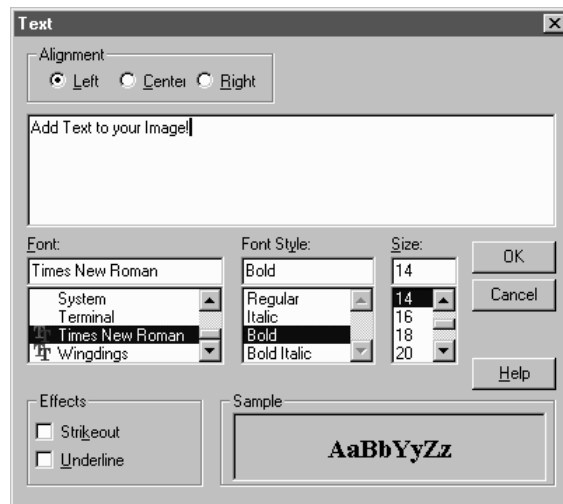 Text
Alignment
Left Center Right
Add Text to your Image!
Font: Font Style: Size:
Times New Roman Bold 14 OK
System Regular 14 Cancel
Terminal Italic 16
Times New Roman Bold 18
Wingdings Bold Italic 20
Help
Effects Sample
Strikeout
Underline
AaBbYyZz